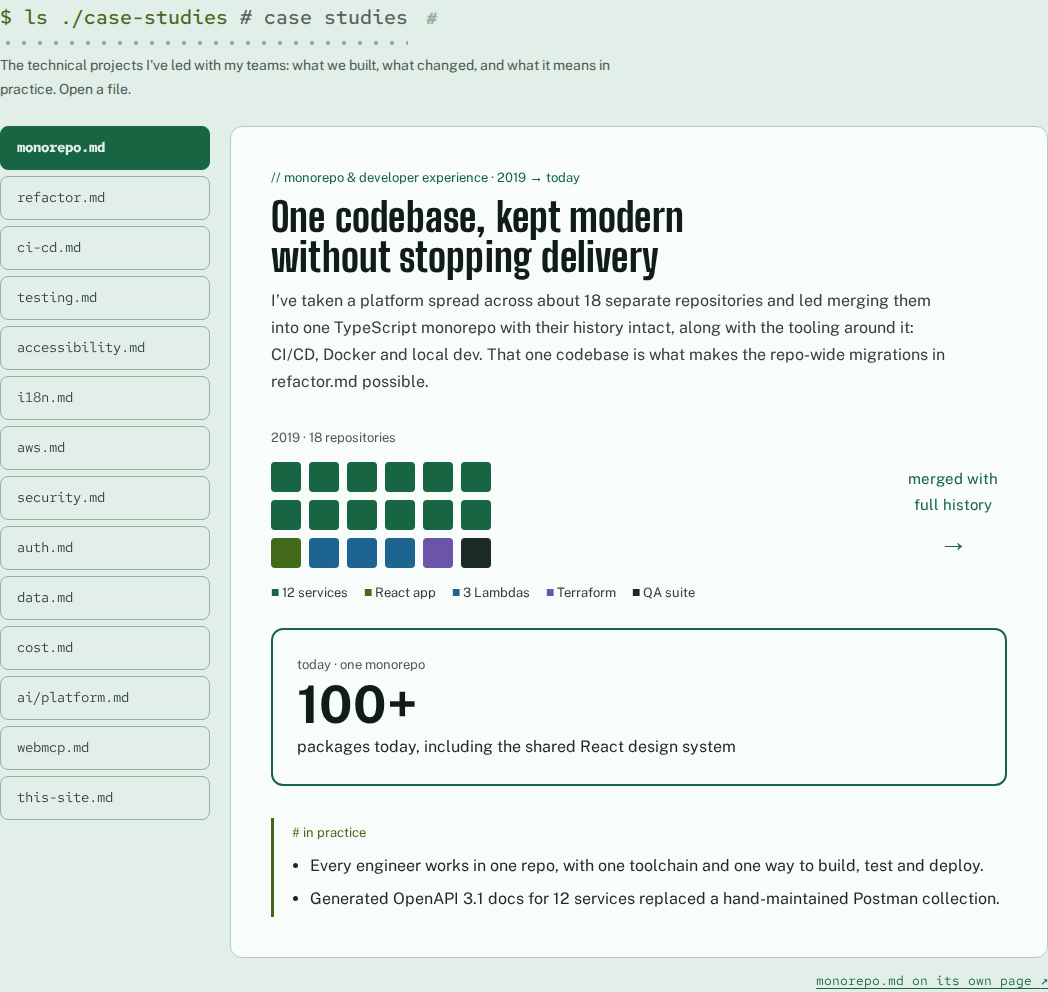 $ ls ./case-studies # case studies #
The technical projects I've led with my teams: what we built, what changed, and what it means in
practice. Open a file.
monorepo.md
refactor.md
ci-cd.md
testing.md
accessibility.md
i18n.md
aws.md
security.md
auth.md
data.md
cost.md
ai/platform.md
webmcp.md
this-site.md
// monorepo & developer experience · 2019 → today
One codebase, kept modern
without stopping delivery
I've taken a platform spread across about 18 separate repositories and led merging them
into one TypeScript monorepo with their history intact, along with the tooling around it:
CI/CD, Docker and local dev. That one codebase is what makes the repo-wide migrations in
refactor.md possible.
2019 · 18 repositories
merged with
full history
→
12 services React app 3 Lambdas Terraform QA suite
today · one monorepo
100+
packages today, including the shared React design system
# in practice
• Every engineer works in one repo, with one toolchain and one way to build, test and deploy.
• Generated OpenAPI 3.1 docs for 12 services replaced a hand-maintained Postman collection.
monorepo.md on its own page ↗